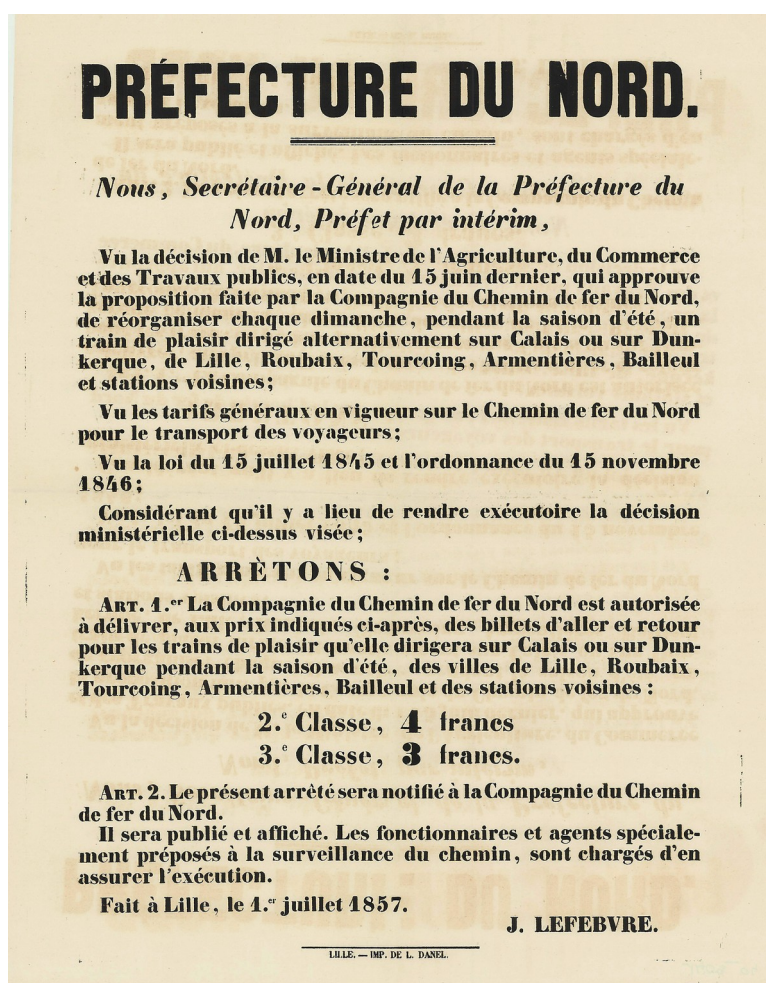 PRÉFECTURE DU NORD.
Nous, Secrétaire-Général de la Préfecture du
Nord, Préfet par intérim,
Vu la décision de M. le Ministre de l'Agriculture, du Commerce
et des Travaux publics, en date du 15 juin dernier, qui approuve
la proposition faite par la Compagnie du Chemin de fer du Nord,
de réorganiser chaque dimanche, pendant la saison d'été, un
train de plaisir dirigé alternativement sur Calais ou sur Dun-
kerque, de Lille, Roubaix, Tourcoing, Armentières, Bailleul
et stations voisines;
Vu les tarifs généraux en vigueur sur le Chemin de fer du Nord
pour le transport des voyageurs;
Vu la loi du 15 juillet 1845 et l'ordonnance du 15 novembre
1846;
Considérant qu'il y a lieu de rendre exécutoire la décision
ministérielle ci-dessus visée;
ARRÊTONS :
ART. 1.er La Compagnie du Chemin de fer du Nord est autorisée
à délivrer, aux prix indiqués ci-après, des billets d'aller et retour
pour les trains de plaisir qu'elle dirigera sur Calais ou sur Dun-
kerque pendant la saison d'été, des villes de Lille, Roubaix,
Tourcoing, Armentières, Bailleul et des stations voisines :
2.e Classe, 4 francs
3.e Classe, 3 francs.
ART. 2. Le présent arrêté sera notifié à la Compagnie du Chemin
de fer du Nord.
Il sera publié et affiché. Les fonctionnaires et agents spéciale-
ment préposés à la surveillance du chemin, sont chargés d'en
assurer l'exécution.
Fait à Lille, le 1.er juillet 1857.
J. LEFEBVRE.
LILLE. — IMP. DE L. DANEL.